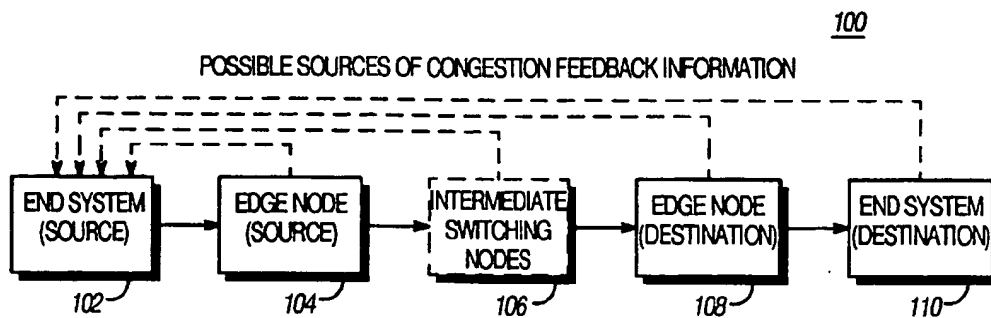 100
POSSIBLE SOURCES OF CONGESTION FEEDBACK INFORMATION
END SYSTEM
(SOURCE)
EDGE NODE
(SOURCE)
INTERMEDIATE
SWITCHING
NODES
EDGE NODE
(DESTINATION)
END SYSTEM
(DESTINATION)
102
104
106
108
110